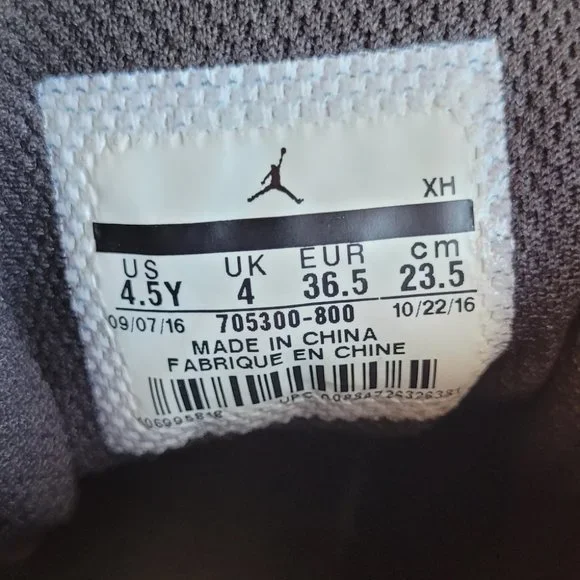 XH
US UK EUR cm
4.5Y 4 36.5 23.5
09/07/16 705300-800 10/22/16
MADE IN CHINA
FABRIQUE EN CHINE
UPC